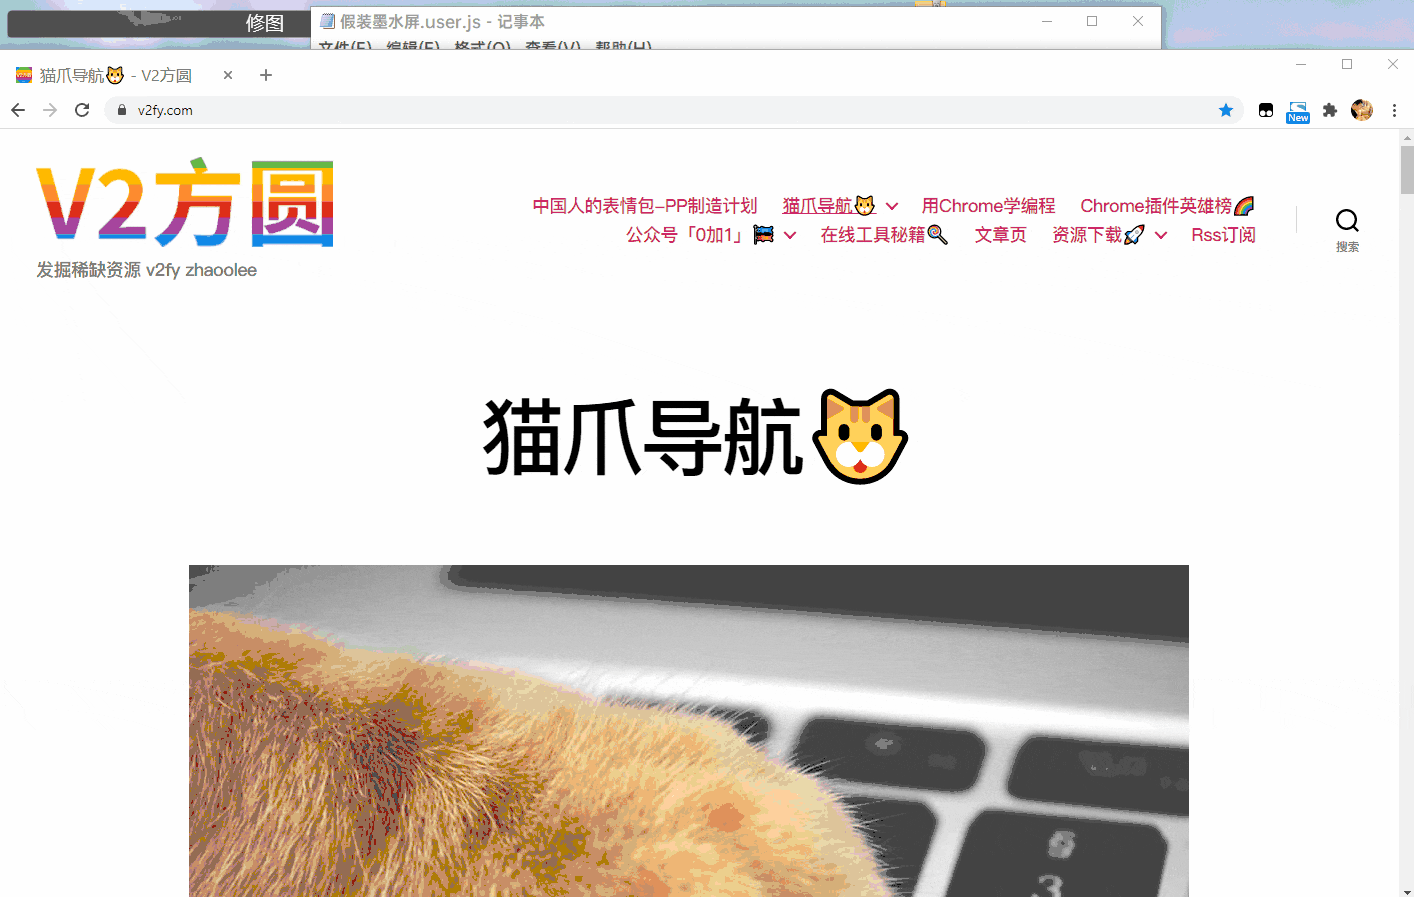 修图
假装墨水屏.user.js - 记事本
文件(F) 编辑(E) 格式(O) 查看(V) 帮助(H)
猫爪导航🐱 - V2方圆
v2fy.com
New
V2方圆
发掘稀缺资源 v2fy zhaoolee
中国人的表情包-PP制造计划 猫爪导航🐱 用Chrome学编程 Chrome插件英雄榜🌈
公众号「0加1」 在线工具秘籍🔍 文章页 资源下载🚀 Rss订阅
搜索
猫爪导航🐱
3